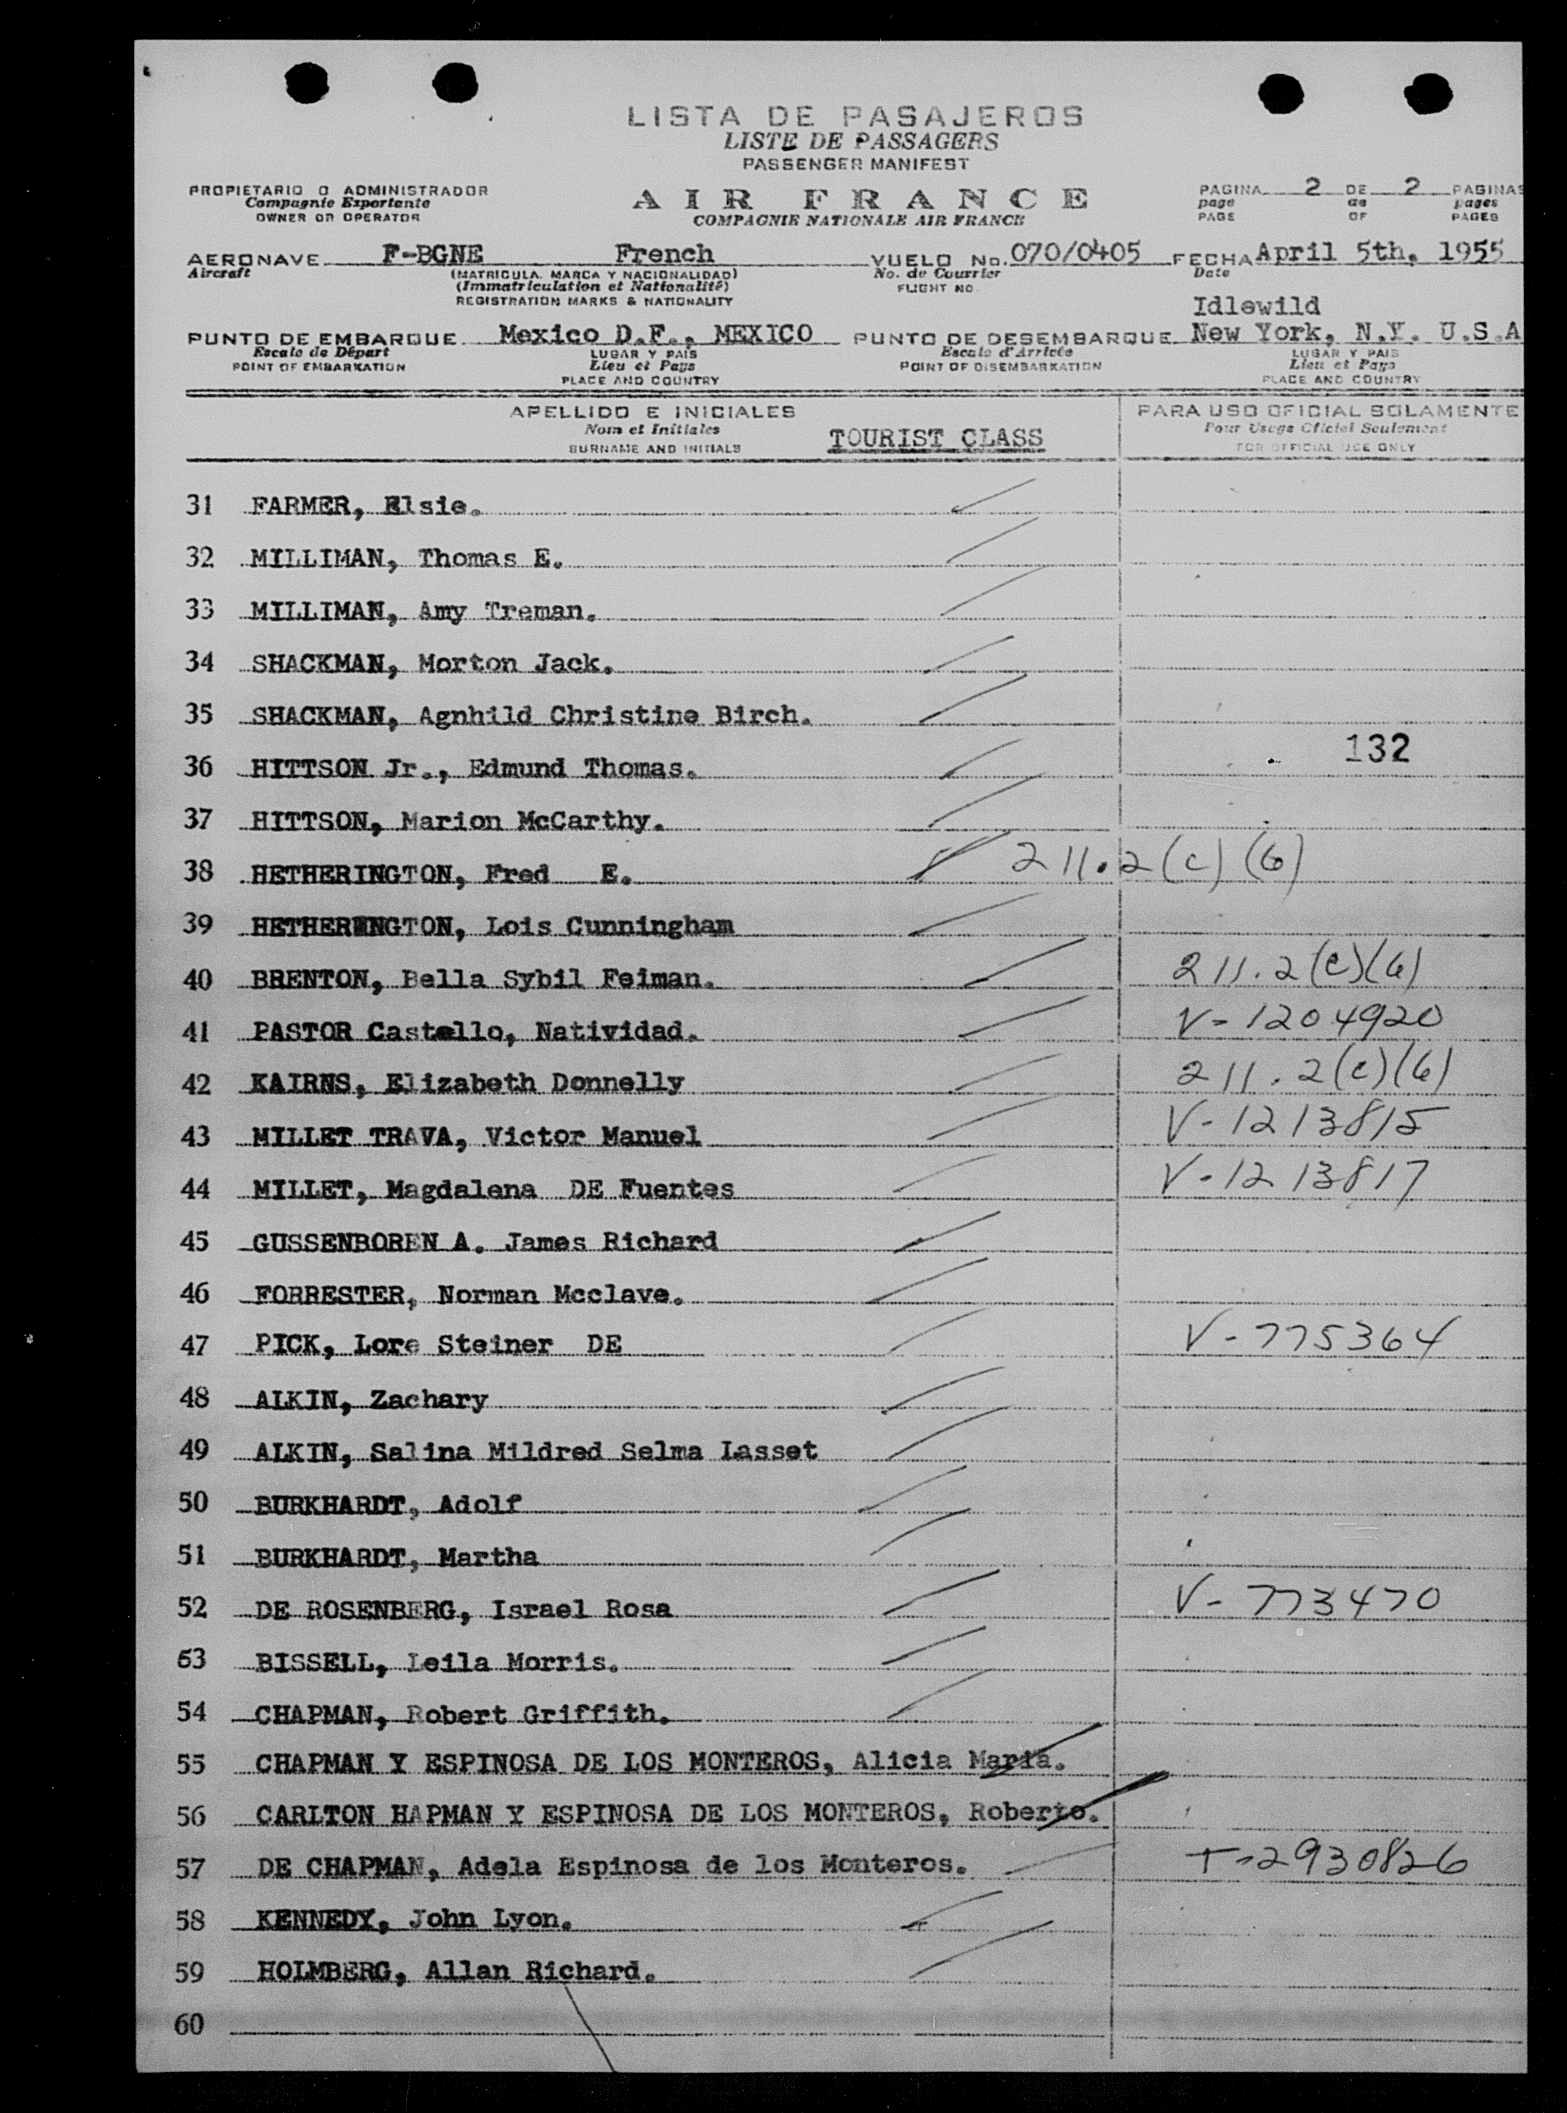 LISTA DE PASAJEROS
LISTE DE PASSAGERS
PASSENGER MANIFEST
PROPIETARIO O ADMINISTRADOR
Compagnie Exportante
OWNER OR OPERATOR
AIR FRANCE
COMPAGNIE NATIONALE AIR FRANCE
PAGINA 2 DE 2 PAGINAS
page de pages
PAGE OF PAGES
AERONAVE F-BGNE French VUELO No. 070/0405 FECHA April 5th, 1955
Aircraft (MATRICULA, MARCA Y NACIONALIDAD) No. de Courrier Date
(Immatriculation et Nationalité) FLIGHT NO.
REGISTRATION MARKS & NATIONALITY
Idlewild
PUNTO DE EMBARQUE Mexico D.F., MEXICO PUNTO DE DESEMBARQUE New York, N.Y. U.S.A
Escale de Départ LUGAR Y PAIS Escale d'Arrivée LUGAR Y PAIS
POINT OF EMBARKATION Lieu et Pays POINT OF DISEMBARKATION Lieu et Pays
PLACE AND COUNTRY PLACE AND COUNTRY
APELLIDO E INICIALES PARA USO OFICIAL SOLAMENTE
Nom et Initiales TOURIST CLASS Pour Usage Officiel Seulement
SURNAME AND INITIALS FOR OFFICIAL USE ONLY
31 FARMER, Elsie.
32 MILLIMAN, Thomas E.
33 MILLIMAN, Amy Treman.
34 SHACKMAN, Morton Jack.
35 SHACKMAN, Agnhild Christine Birch.
36 HITTSON Jr., Edmund Thomas. 132
37 HITTSON, Marion McCarthy.
38 HETHERINGTON, Fred E. 211.2(c)(6)
39 HETHERINGTON, Lois Cunningham
40 BRENTON, Bella Sybil Feiman. 211.2(c)(6)
41 PASTOR Castello, Natividad. V-1204920
42 KAIRNS, Elizabeth Donnelly 211.2(c)(6)
43 MILLET TRAVA, Victor Manuel V-1213815
44 MILLET, Magdalena DE Fuentes V-1213817
45 GUSSENBOREN A. James Richard
46 FORRESTER, Norman Mcclave.
47 PICK, Lore Steiner DE V-775364
48 ALKIN, Zachary
49 ALKIN, Salina Mildred Selma Lasset
50 BURKHARDT, Adolf
51 BURKHARDT, Martha
52 DE ROSENBERG, Israel Rosa V-773470
53 BISSELL, Leila Morris.
54 CHAPMAN, Robert Griffith.
55 CHAPMAN Y ESPINOSA DE LOS MONTEROS, Alicia Maria.
56 CARLTON HAPMAN Y ESPINOSA DE LOS MONTEROS, Roberto.
57 DE CHAPMAN, Adela Espinosa de los Monteros. T-2930826
58 KENNEDY, John Lyon.
59 HOLMBERG, Allan Richard.
60